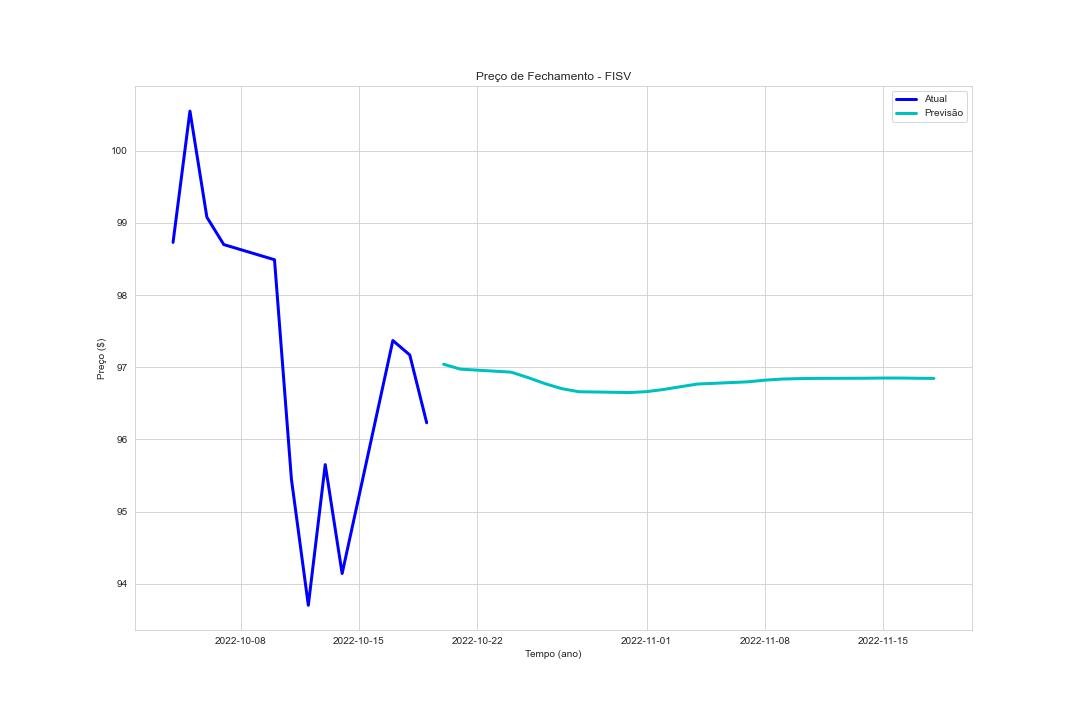 Preço de Fechamento - FISV
Atual
Previsão
Preço ($)
100
99
98
97
96
95
94
2022-10-08
2022-10-15
2022-10-22
2022-11-01
2022-11-08
2022-11-15
Tempo (ano)